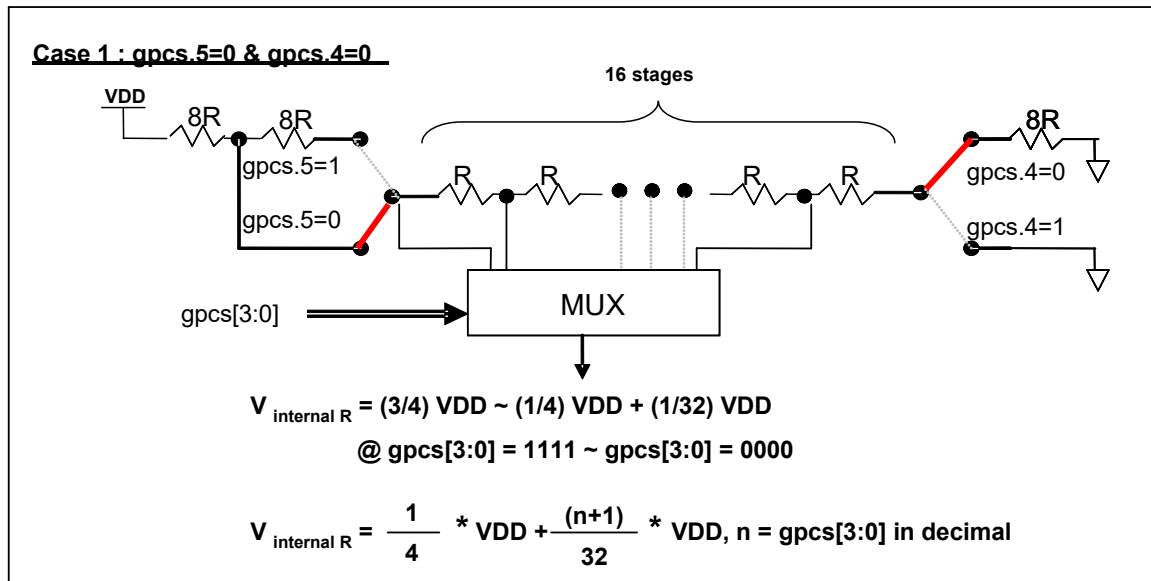 Case 1 : gpcs.5=0 & gpcs.4=0
16 stages
VDD
8R 8R 8R
gpcs.5=1 R R R R gpcs.4=0
gpcs.5=0 gpcs.4=1
MUX
gpcs[3:0]
V internal R = (3/4) VDD ~ (1/4) VDD + (1/32) VDD
@ gpcs[3:0] = 1111 ~ gpcs[3:0] = 0000
V internal R = 1/4 * VDD + (n+1)/32 * VDD, n = gpcs[3:0] in decimal